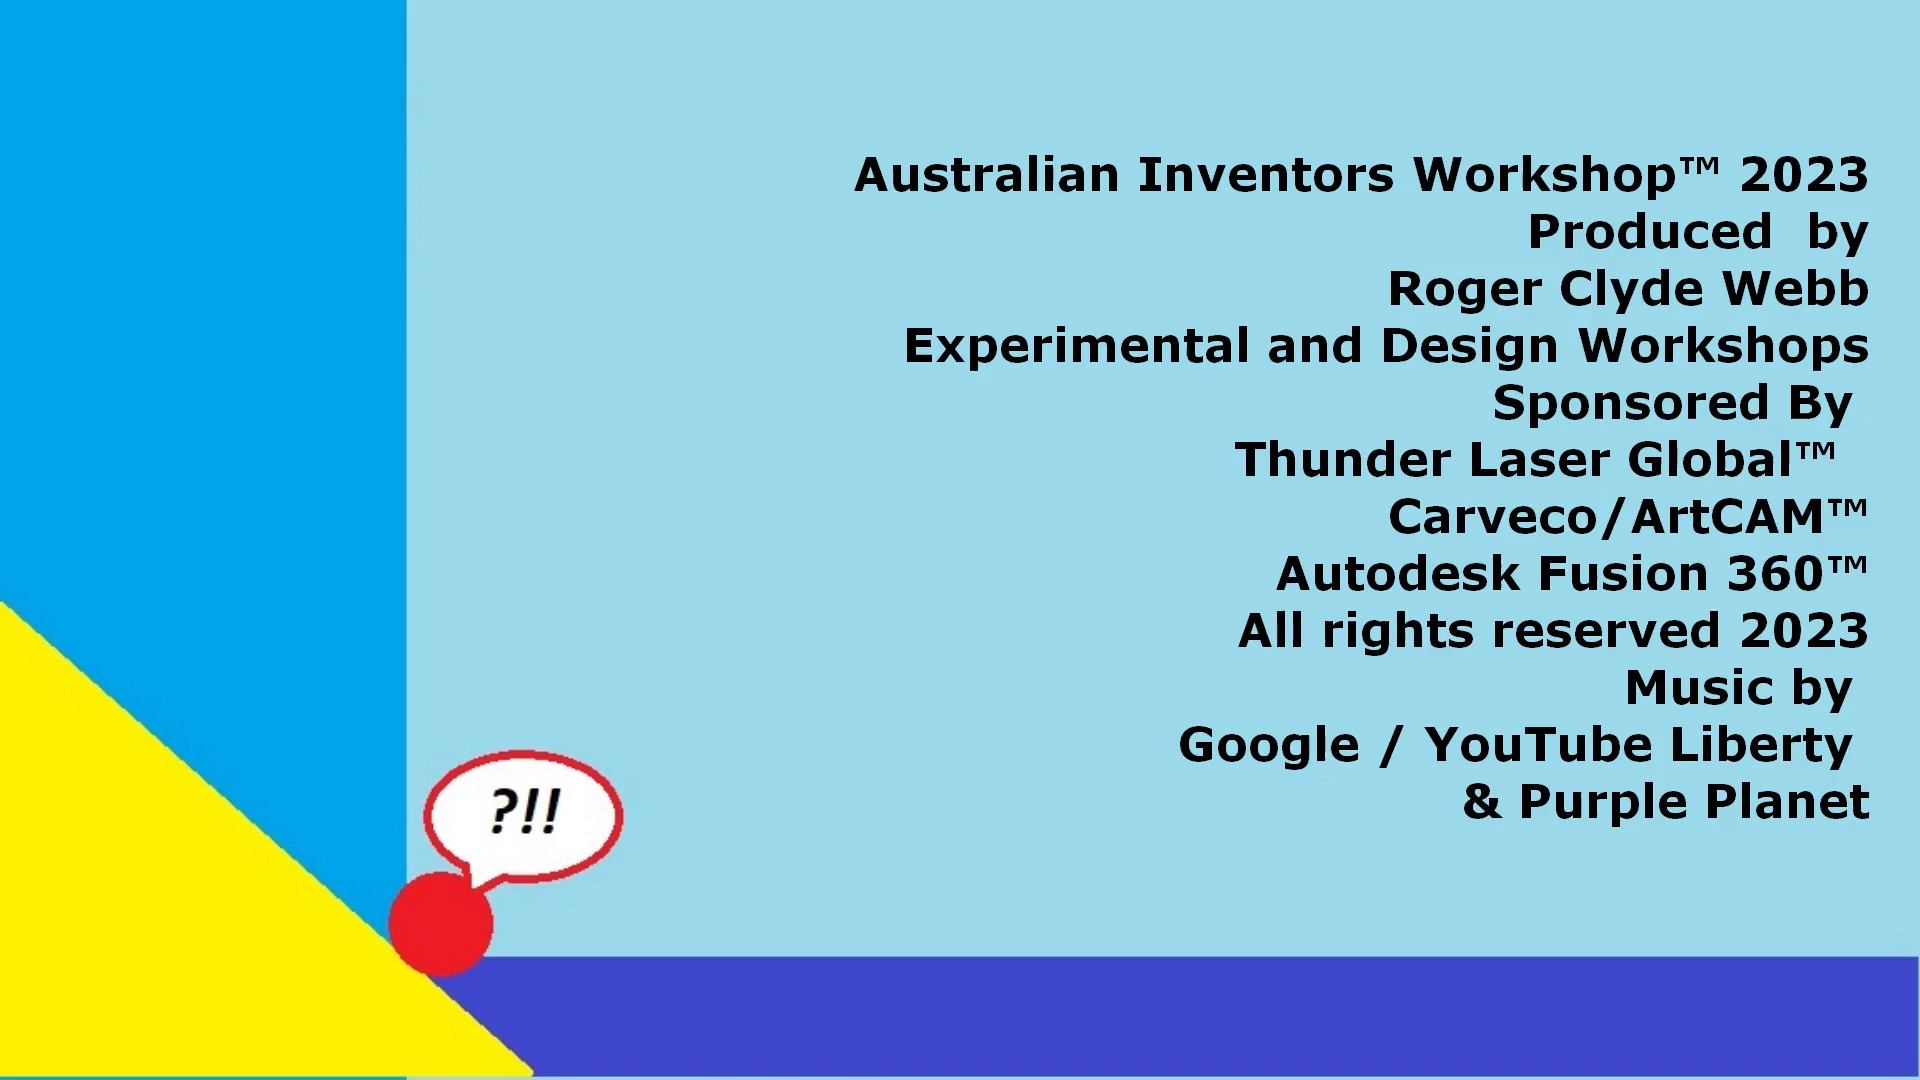 Australian Inventors Workshop™ 2023
Produced  by
Roger Clyde Webb
Experimental and Design Workshops
Sponsored By
Thunder Laser Global™
Carveco/ArtCAM™
Autodesk Fusion 360™
All rights reserved 2023
Music by
Google / YouTube Liberty
& Purple Planet
?!!